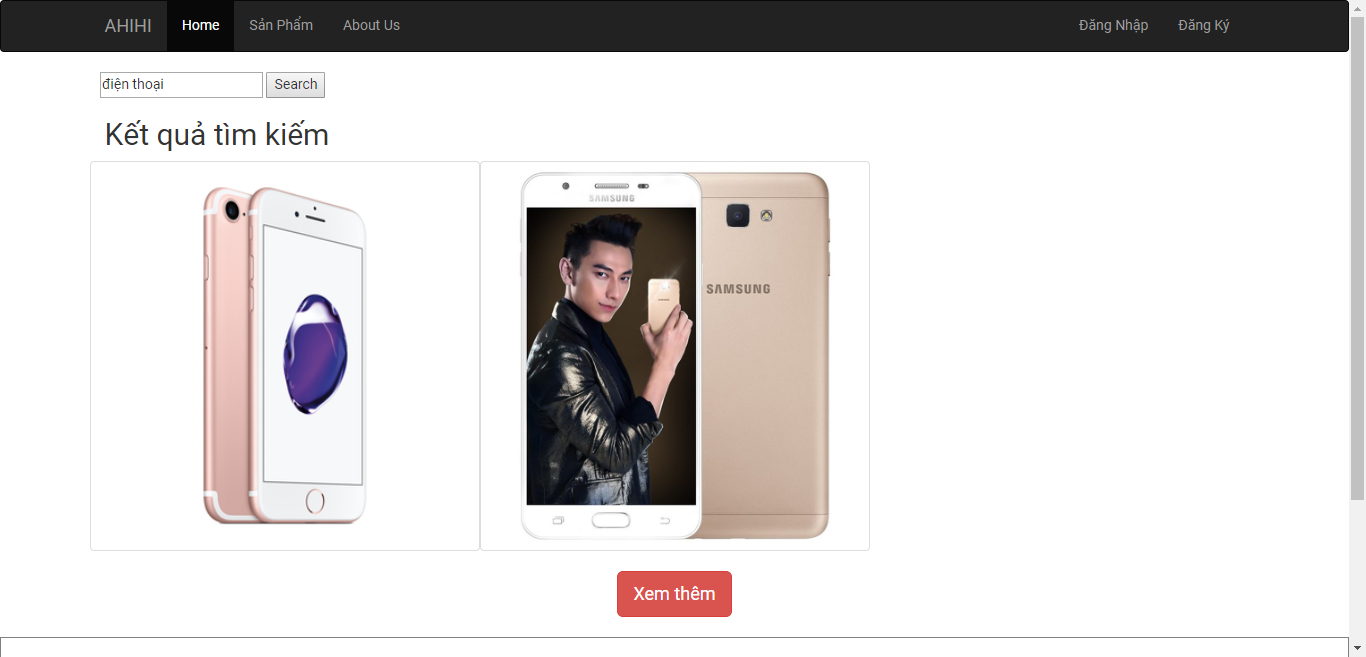 AHIHI Home Sản Phẩm About Us Đăng Nhập Đăng Ký
điện thoại Search
Kết quả tìm kiếm
SAMSUNG
SAMSUNG
Xem thêm